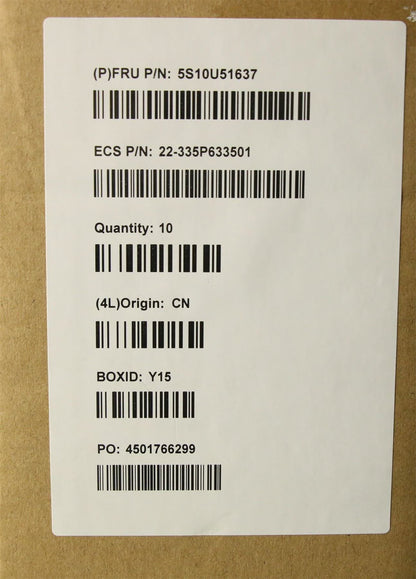 (P)FRU P/N: 5S10U51637
ECS P/N: 22-335P633501
Quantity: 10
(4L)Origin: CN
BOXID: Y15
PO: 4501766299